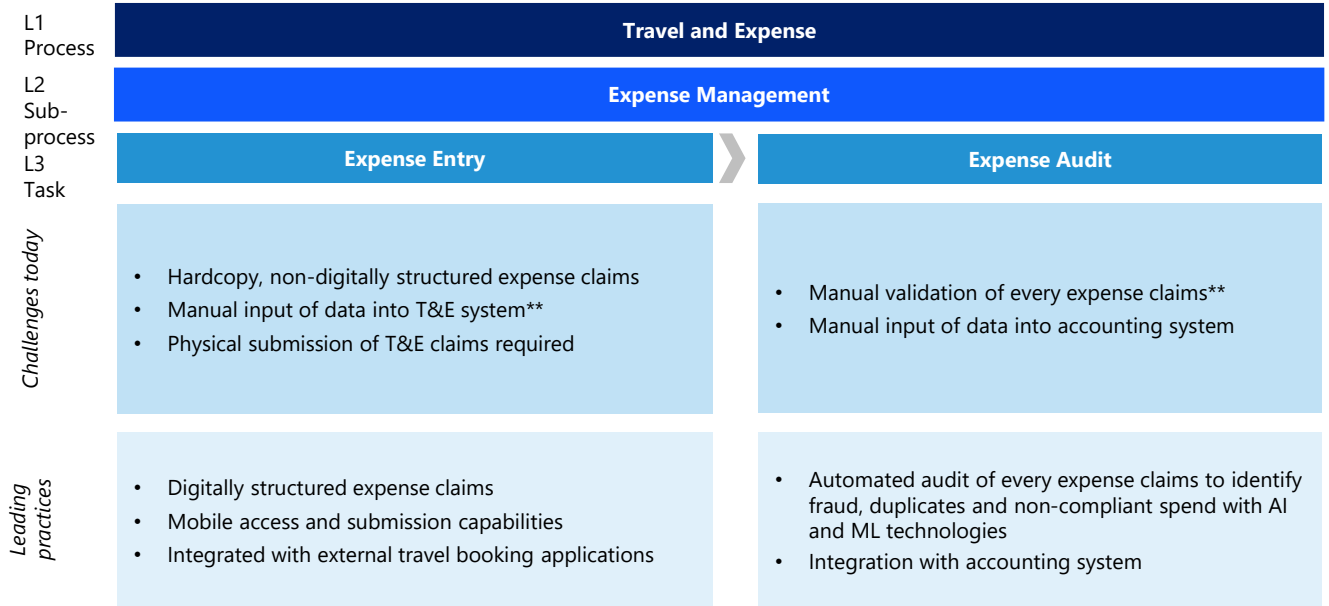 L1
Process
Travel and Expense
L2
Sub-
process
Expense Management
L3
Task
Expense Entry
Expense Audit
Challenges today
• Hardcopy, non-digitally structured expense claims
• Manual input of data into T&E system**
• Physical submission of T&E claims required
• Manual validation of every expense claims**
• Manual input of data into accounting system
Leading
practices
• Digitally structured expense claims
• Mobile access and submission capabilities
• Integrated with external travel booking applications
• Automated audit of every expense claims to identify
fraud, duplicates and non-compliant spend with AI
and ML technologies
• Integration with accounting system